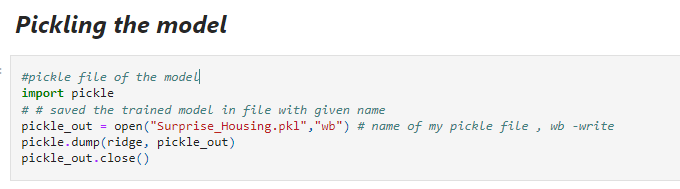 Pickling the model
#pickle file of the model
import pickle
# # saved the trained model in file with given name
pickle_out = open("Surprise_Housing.pkl","wb") # name of my pickle file , wb -write
pickle.dump(ridge, pickle_out)
pickle_out.close()